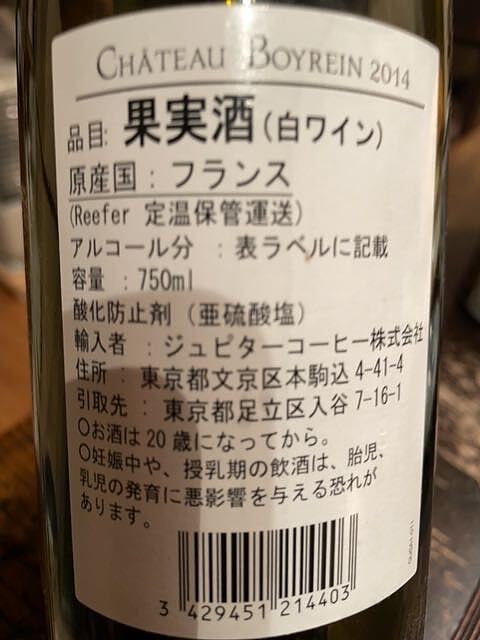 CHÂTEAU BOYREIN 2014
品目: 果実酒(白ワイン)
原産国 : フランス
(Reefer 定温保管運送)
アルコール分 : 表ラベルに記載
容量 : 750ml
酸化防止剤 (亜硫酸塩)
輸入者 : ジュピターコーヒー株式会社
住所 : 東京都文京区本駒込 4-41-4
引取先 : 東京都足立区入谷 7-16-1
○お酒は 20 歳になってから。
○妊娠中や、授乳期の飲酒は、胎児、
乳児の発育に悪影響を与える恐れが
あります。
3 429451 214403